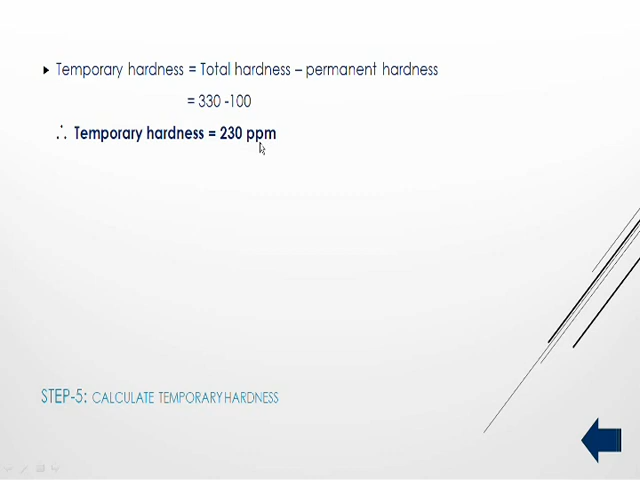 Temporary hardness = Total hardness – permanent hardness
= 330 -100
∴ Temporary hardness = 230 ppm
STEP-5: CALCULATE TEMPORARY HARDNESS